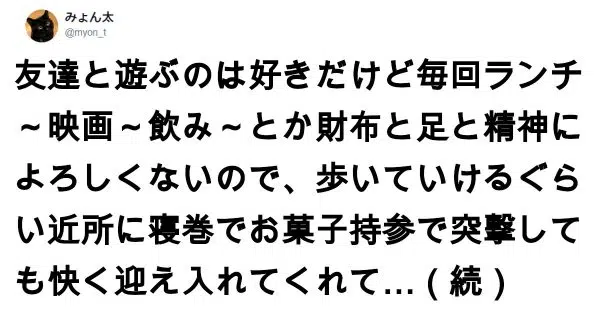 みょん太
@myon_t
友達と遊ぶのは好きだけど毎回ランチ
～映画～飲み～とか財布と足と精神に
よろしくないので、歩いていけるぐら
い近所に寝巻でお菓子持参で突撃して
も快く迎え入れてくれて…（続）